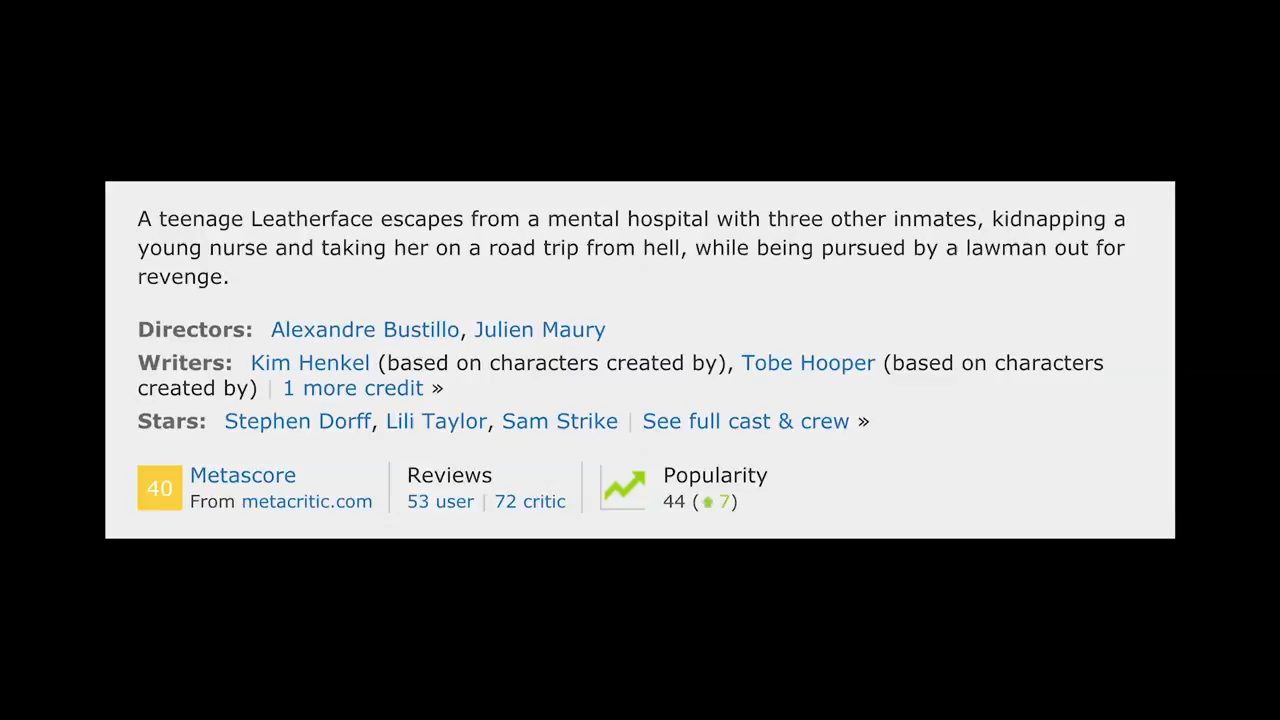 A teenage Leatherface escapes from a mental hospital with three other inmates, kidnapping a
young nurse and taking her on a road trip from hell, while being pursued by a lawman out for
revenge.
Directors: Alexandre Bustillo, Julien Maury
Writers: Kim Henkel (based on characters created by), Tobe Hooper (based on characters
created by) | 1 more credit »
Stars: Stephen Dorff, Lili Taylor, Sam Strike | See full cast & crew »
40 Metascore
From metacritic.com
Reviews
53 user | 72 critic
Popularity
44 (7)